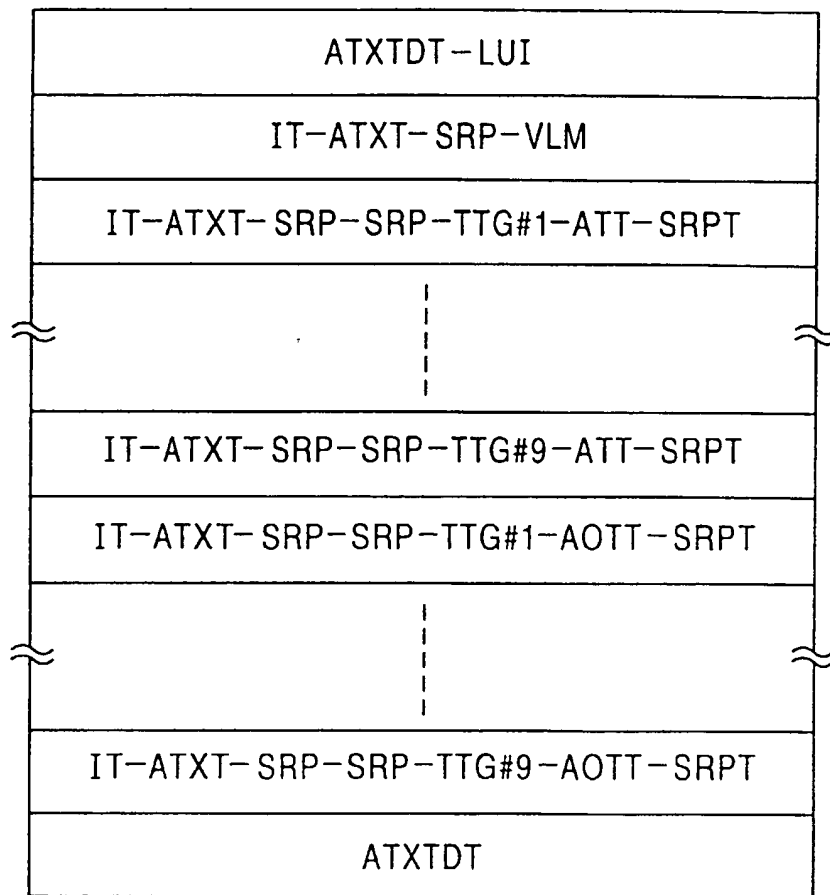 ATXTDT-LUI
IT-ATXT-SRP-VLM
IT-ATXT-SRP-SRP-TTG#1-ATT-SRPT
IT-ATXT-SRP-SRP-TTG#9-ATT-SRPT
IT-ATXT-SRP-SRP-TTG#1-AOTT-SRPT
IT-ATXT-SRP-SRP-TTG#9-AOTT-SRPT
ATXTDT